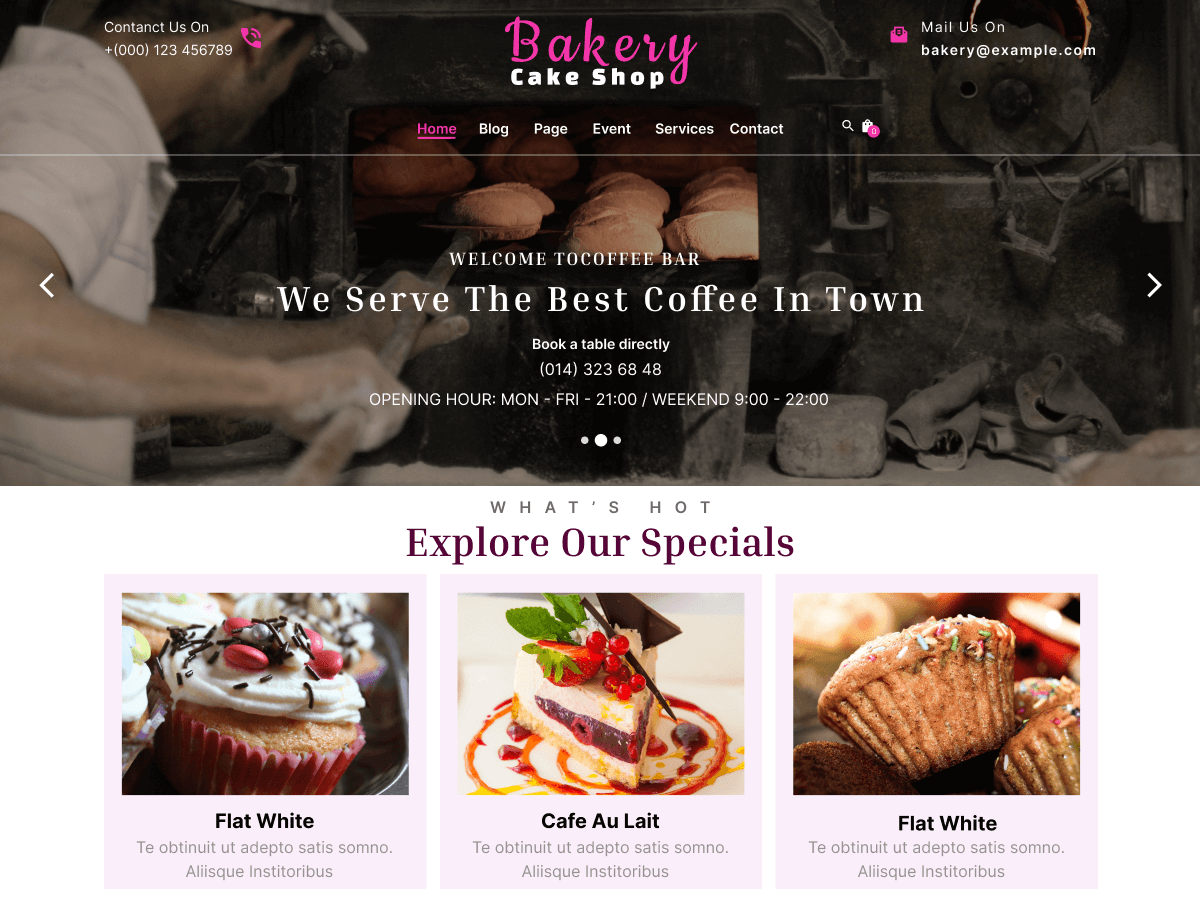 Contanct Us On
+(000) 123 456789
Bakery
Cake Shop
Mail Us On
bakery@example.com
Home Blog Page Event Services Contact
0
WELCOME TOCOFFEE BAR
We Serve The Best Coffee In Town
Book a table directly
(014) 323 68 48
OPENING HOUR: MON - FRI - 21:00 / WEEKEND 9:00 - 22:00
WHAT'S HOT
Explore Our Specials
Flat White
Te obtinuit ut adepto satis somno.
Aliisque Institoribus
Cafe Au Lait
Te obtinuit ut adepto satis somno.
Aliisque Institoribus
Flat White
Te obtinuit ut adepto satis somno.
Aliisque Institoribus